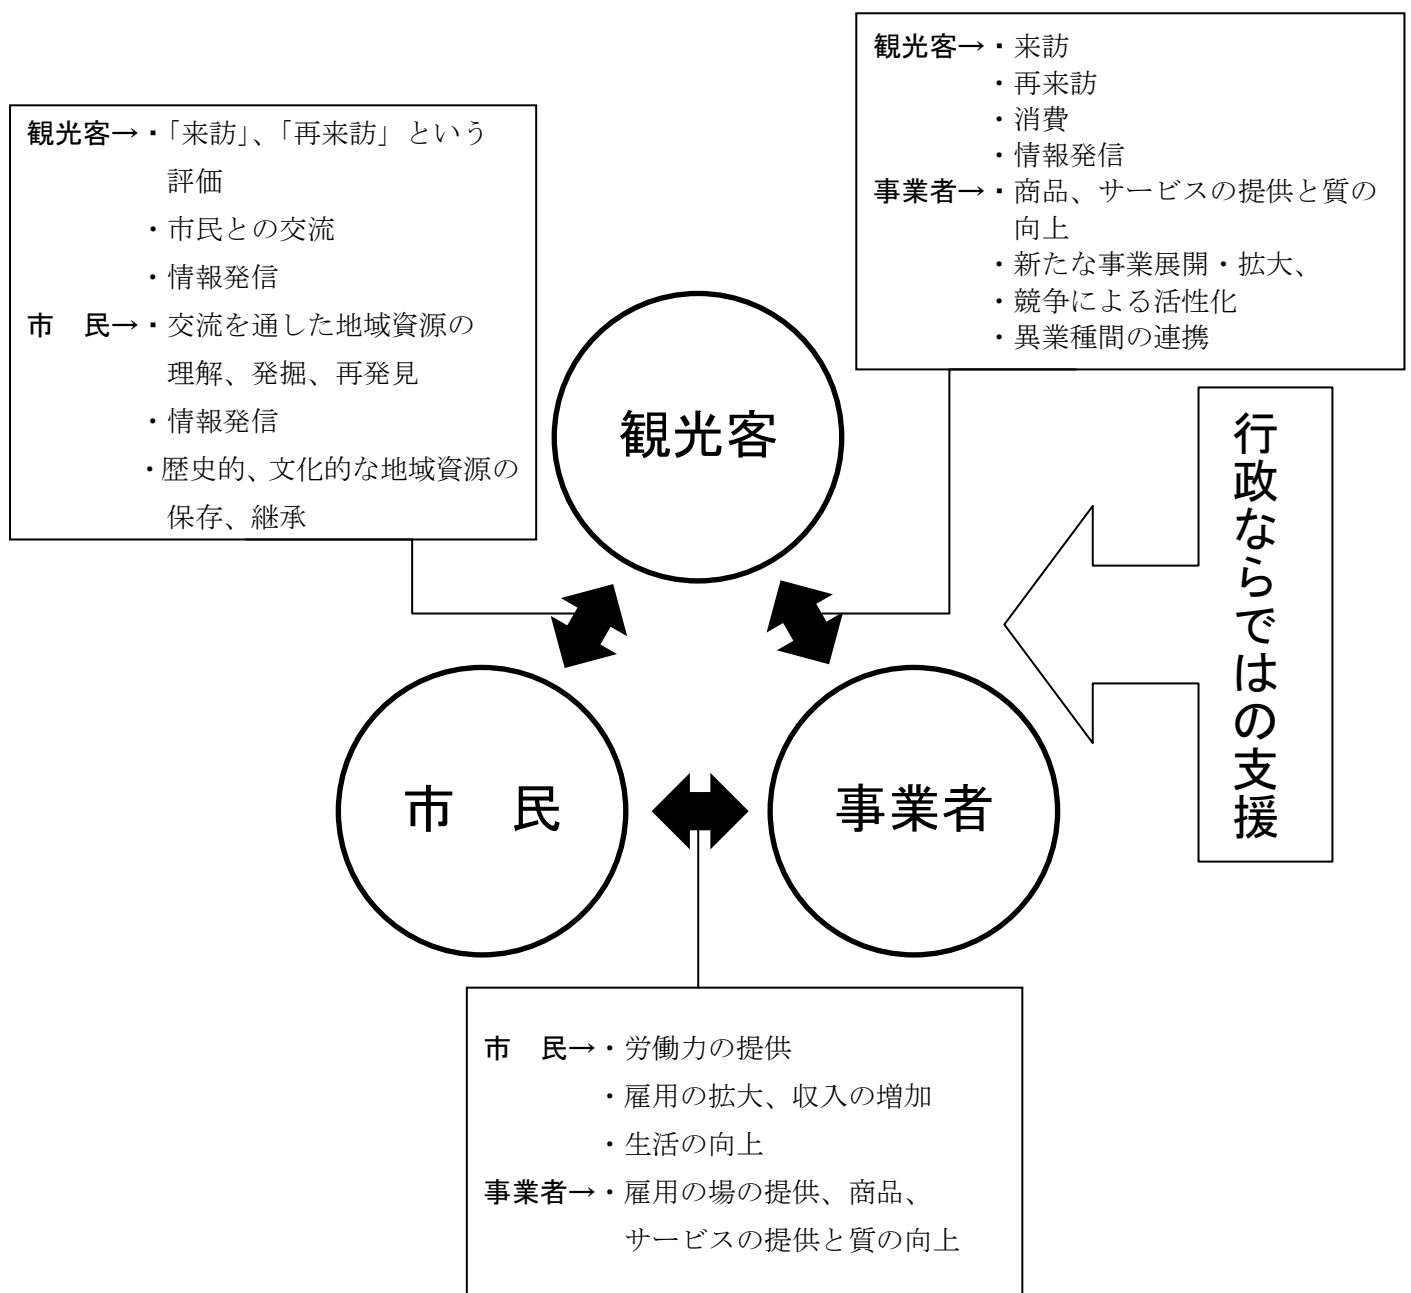 観光客→・来訪
・再来訪
・消費
・情報発信
事業者→・商品、サービスの提供と質の
向上
・新たな事業展開・拡大、
・競争による活性化
・異業種間の連携
観光客→・「来訪」、「再来訪」という
評価
・市民との交流
・情報発信
市　民→・交流を通した地域資源の
理解、発掘、再発見
・情報発信
・歴史的、文化的な地域資源の
保存、継承
観光客
行政ならではの支援
市　民
事業者
市　民→・労働力の提供
・雇用の拡大、収入の増加
・生活の向上
事業者→・雇用の場の提供、商品、
サービスの提供と質の向上